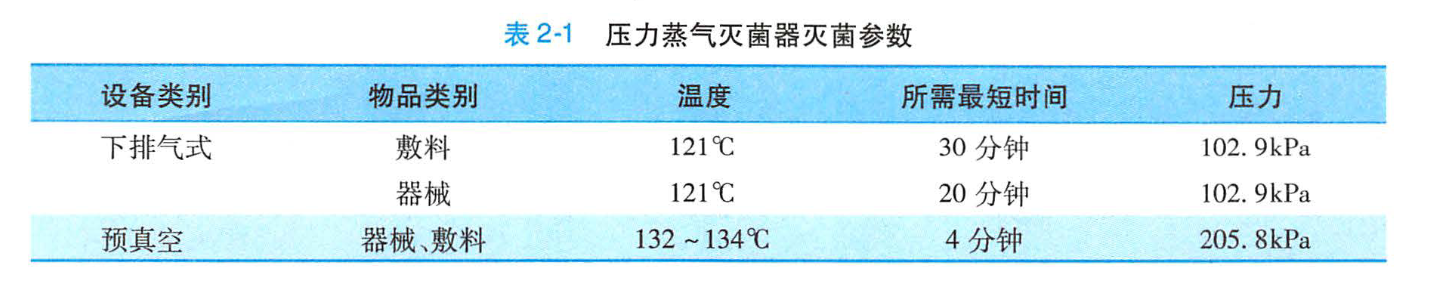 表 2-1 压力蒸气灭菌器灭菌参数
设备类别 物品类别 温度 所需最短时间 压力
下排气式 敷料 121℃ 30 分钟 102. 9kPa
器械 121℃ 20 分钟 102. 9kPa
预真空 器械、敷料 132 ~ 134℃ 4 分钟 205. 8kPa